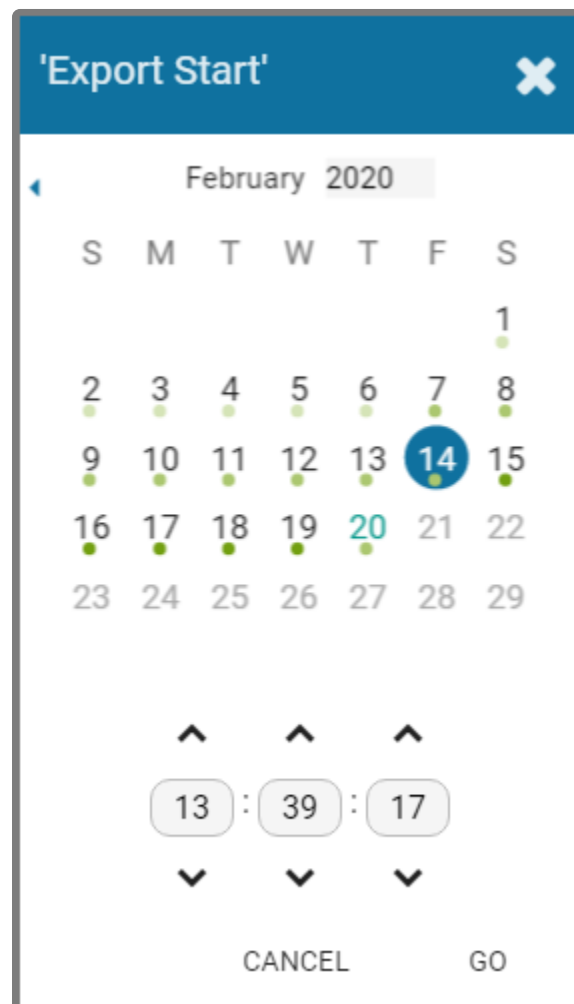 'Export Start'
February 2020
S M T W T F S
1
2 3 4 5 6 7 8
9 10 11 12 13 14 15
16 17 18 19 20 21 22
23 24 25 26 27 28 29
13 : 39 : 17
CANCEL GO